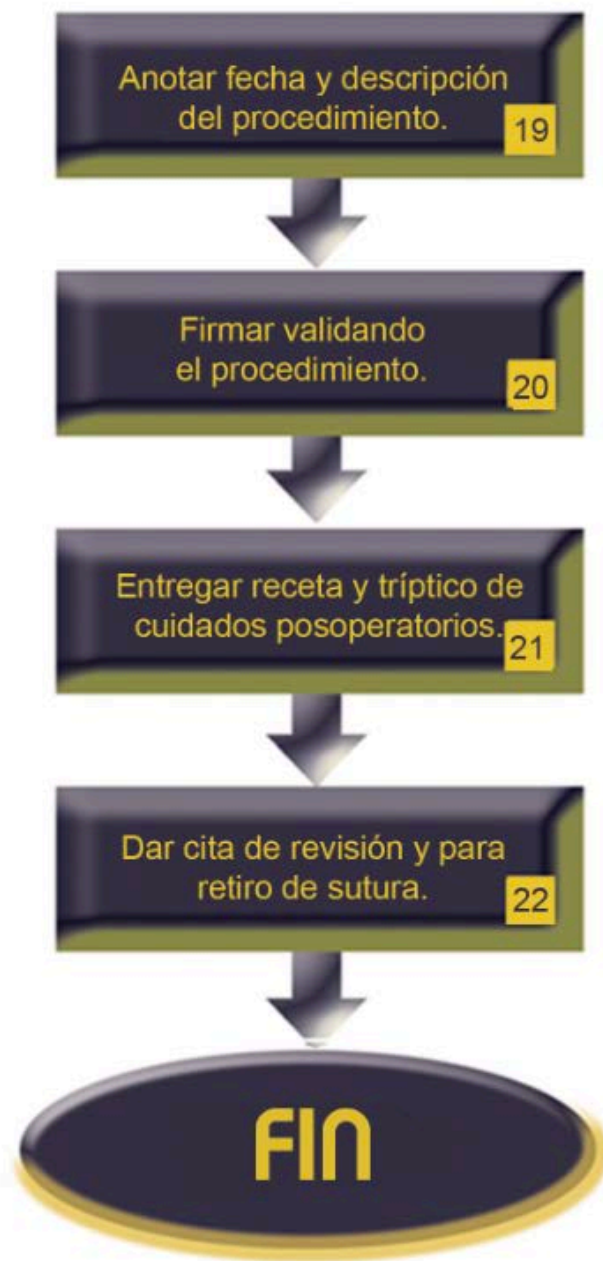 Anotar fecha y descripción
del procedimiento.
19
Firmar validando
el procedimiento.
20
Entregar receta y tríptico de
cuidados posoperatorios.
21
Dar cita de revisión y para
retiro de sutura.
22
FIN